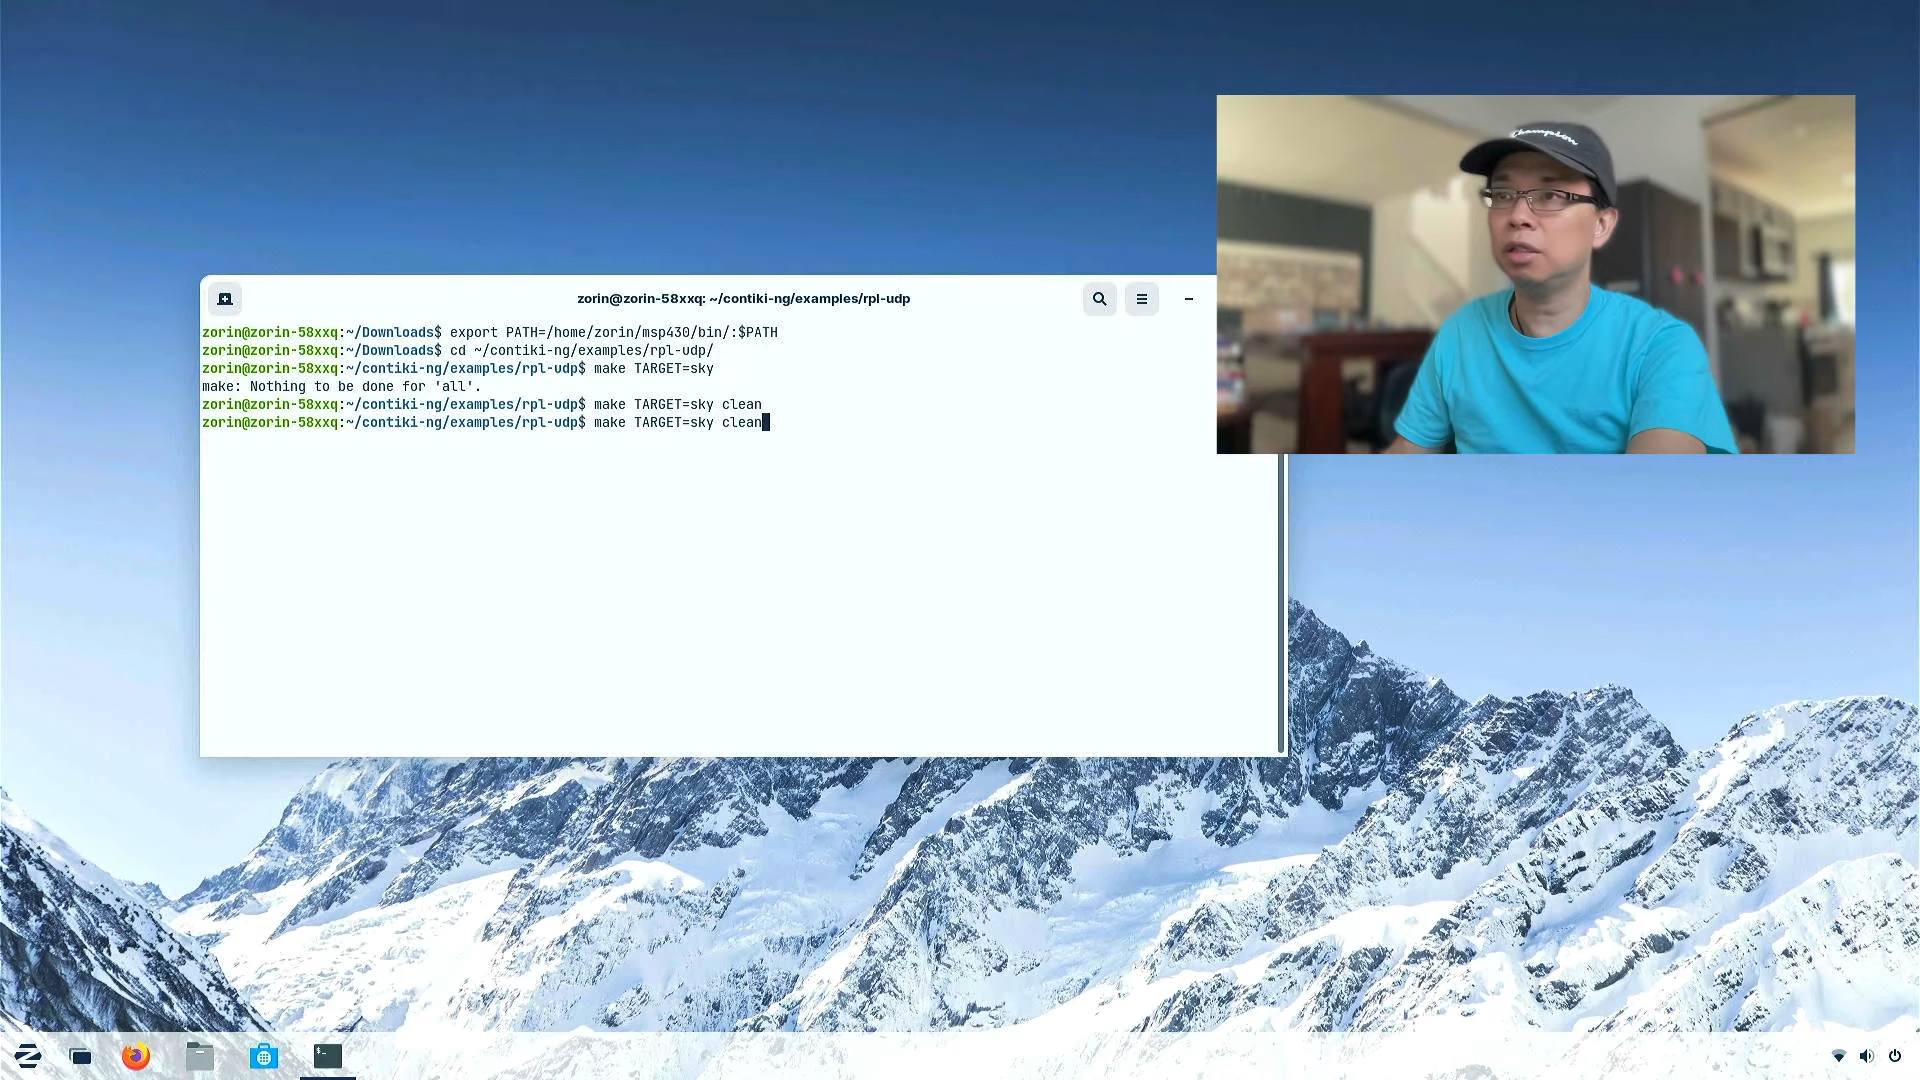 Champion
zorin@zorin-58xxq: ~/contiki-ng/examples/rpl-udp
zorin@zorin-58xxq:~/Downloads$ export PATH=/home/zorin/msp430/bin/:$PATH
zorin@zorin-58xxq:~/Downloads$ cd ~/contiki-ng/examples/rpl-udp/
zorin@zorin-58xxq:~/contiki-ng/examples/rpl-udp$ make TARGET=sky
make: Nothing to be done for 'all'.
zorin@zorin-58xxq:~/contiki-ng/examples/rpl-udp$ make TARGET=sky clean
zorin@zorin-58xxq:~/contiki-ng/examples/rpl-udp$ make TARGET=sky clean